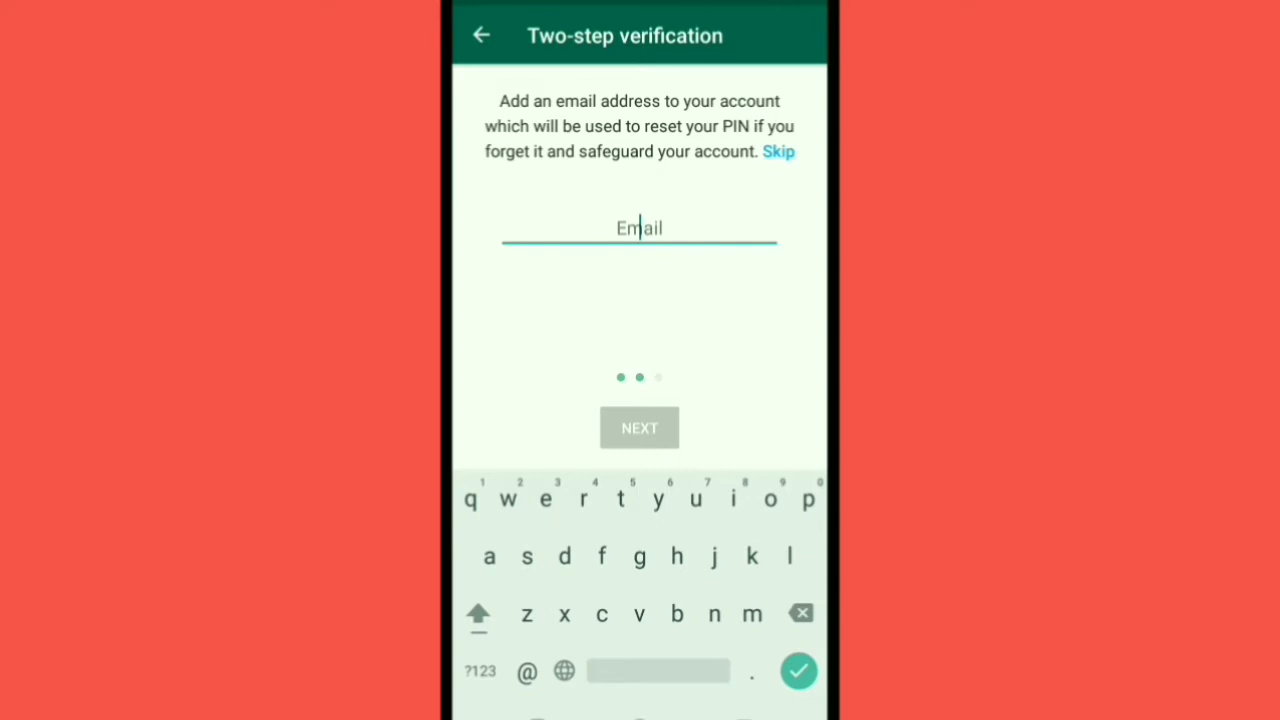 Two-step verification
Add an email address to your account
which will be used to reset your PIN if you
forget it and safeguard your account. Skip
Email
NEXT
1 2 3 4 5 6 7 8 9 0
q w e r t y u i o p
a s d f g h j k l
z x c v b n m
?123 @ .